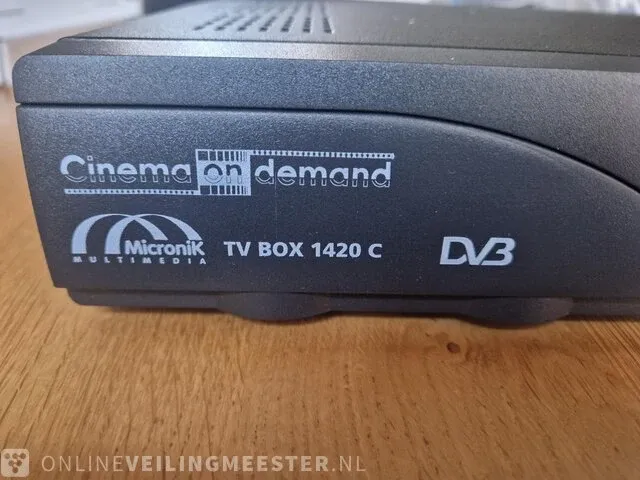 Cinema on demand
MicroniK
MULTIMEDIA
TV BOX 1420 C
DVB
ONLINEVEILINGMEESTER.NL